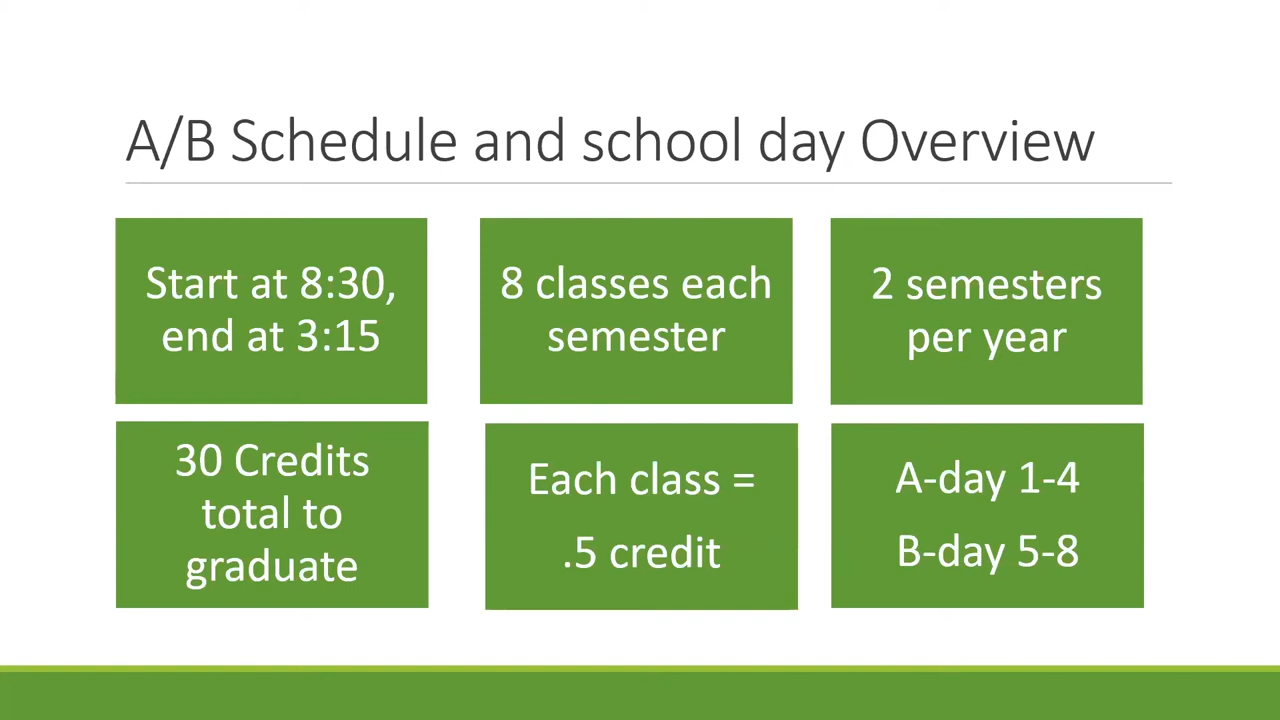 A/B Schedule and school day Overview
Start at 8:30,
end at 3:15
8 classes each
semester
2 semesters
per year
30 Credits
total to
graduate
Each class =
.5 credit
A-day 1-4
B-day 5-8